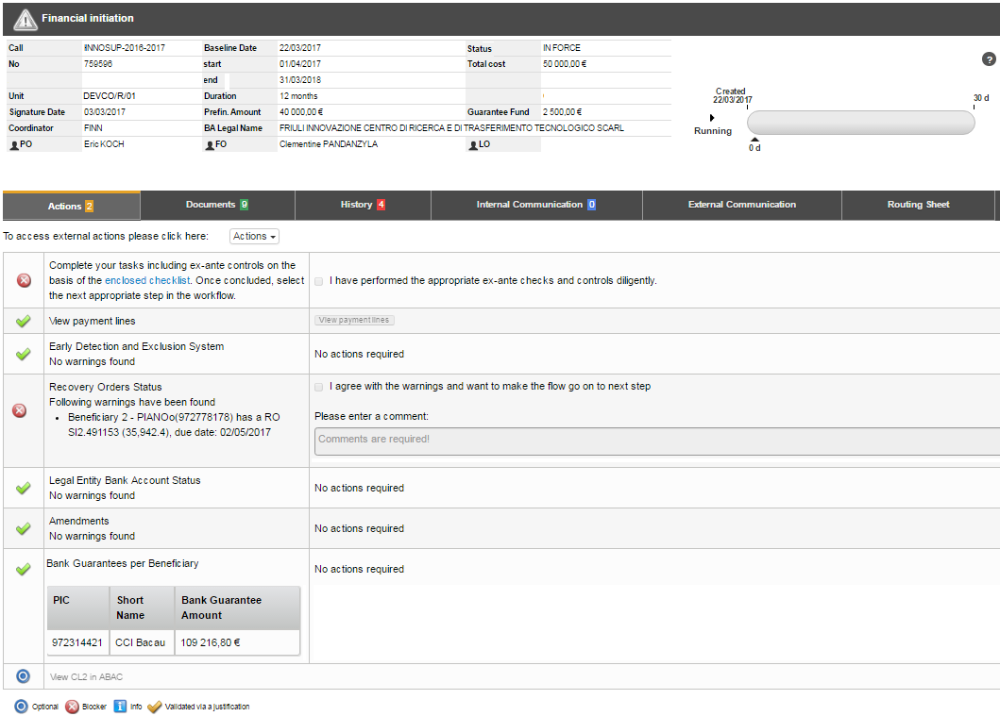 Financial initiation
Call
INNOSUP-2016-2017
Baseline Date
22/03/2017
Status
IN FORCE
No
759596
start
01/04/2017
Total cost
50 000,00 €
end
31/03/2018
Unit
DEVCO/R/01
Duration
12 months
Signature Date
03/03/2017
Prefin. Amount
40 000,00 €
Guarantee Fund
2 500,00 €
Coordinator
FINN
BA Legal Name
FRIULI INNOVAZIONE CENTRO DI RICERCA E DI TRASFERIMENTO TECNOLOGICO SCARL
PO
Eric KOCH
FO
Clementine PANDANZYLA
LO
?
Created
22/03/2017
30 d
Running
0 d
Actions 2
Documents 9
History 4
Internal Communication 0
External Communication
Routing Sheet
To access external actions please click here:
Actions
Complete your tasks including ex-ante controls on the
basis of the enclosed checklist. Once concluded, select
the next appropriate step in the workflow.
I have performed the appropriate ex-ante checks and controls diligently.
View payment lines
View payment lines
Early Detection and Exclusion System
No warnings found
No actions required
Recovery Orders Status
Following warnings have been found
• Beneficiary 2 - PIANOo(972778178) has a RO
SI2.491153 (35,942.4), due date: 02/05/2017
I agree with the warnings and want to make the flow go on to next step
Please enter a comment:
Comments are required!
Legal Entity Bank Account Status
No warnings found
No actions required
Amendments
No warnings found
No actions required
Bank Guarantees per Beneficiary
No actions required
PIC
Short
Name
Bank Guarantee
Amount
972314421
CCI Bacau
109 216,80 €
View CL2 in ABAC
Optional
Blocker
Info
Validated via a justification